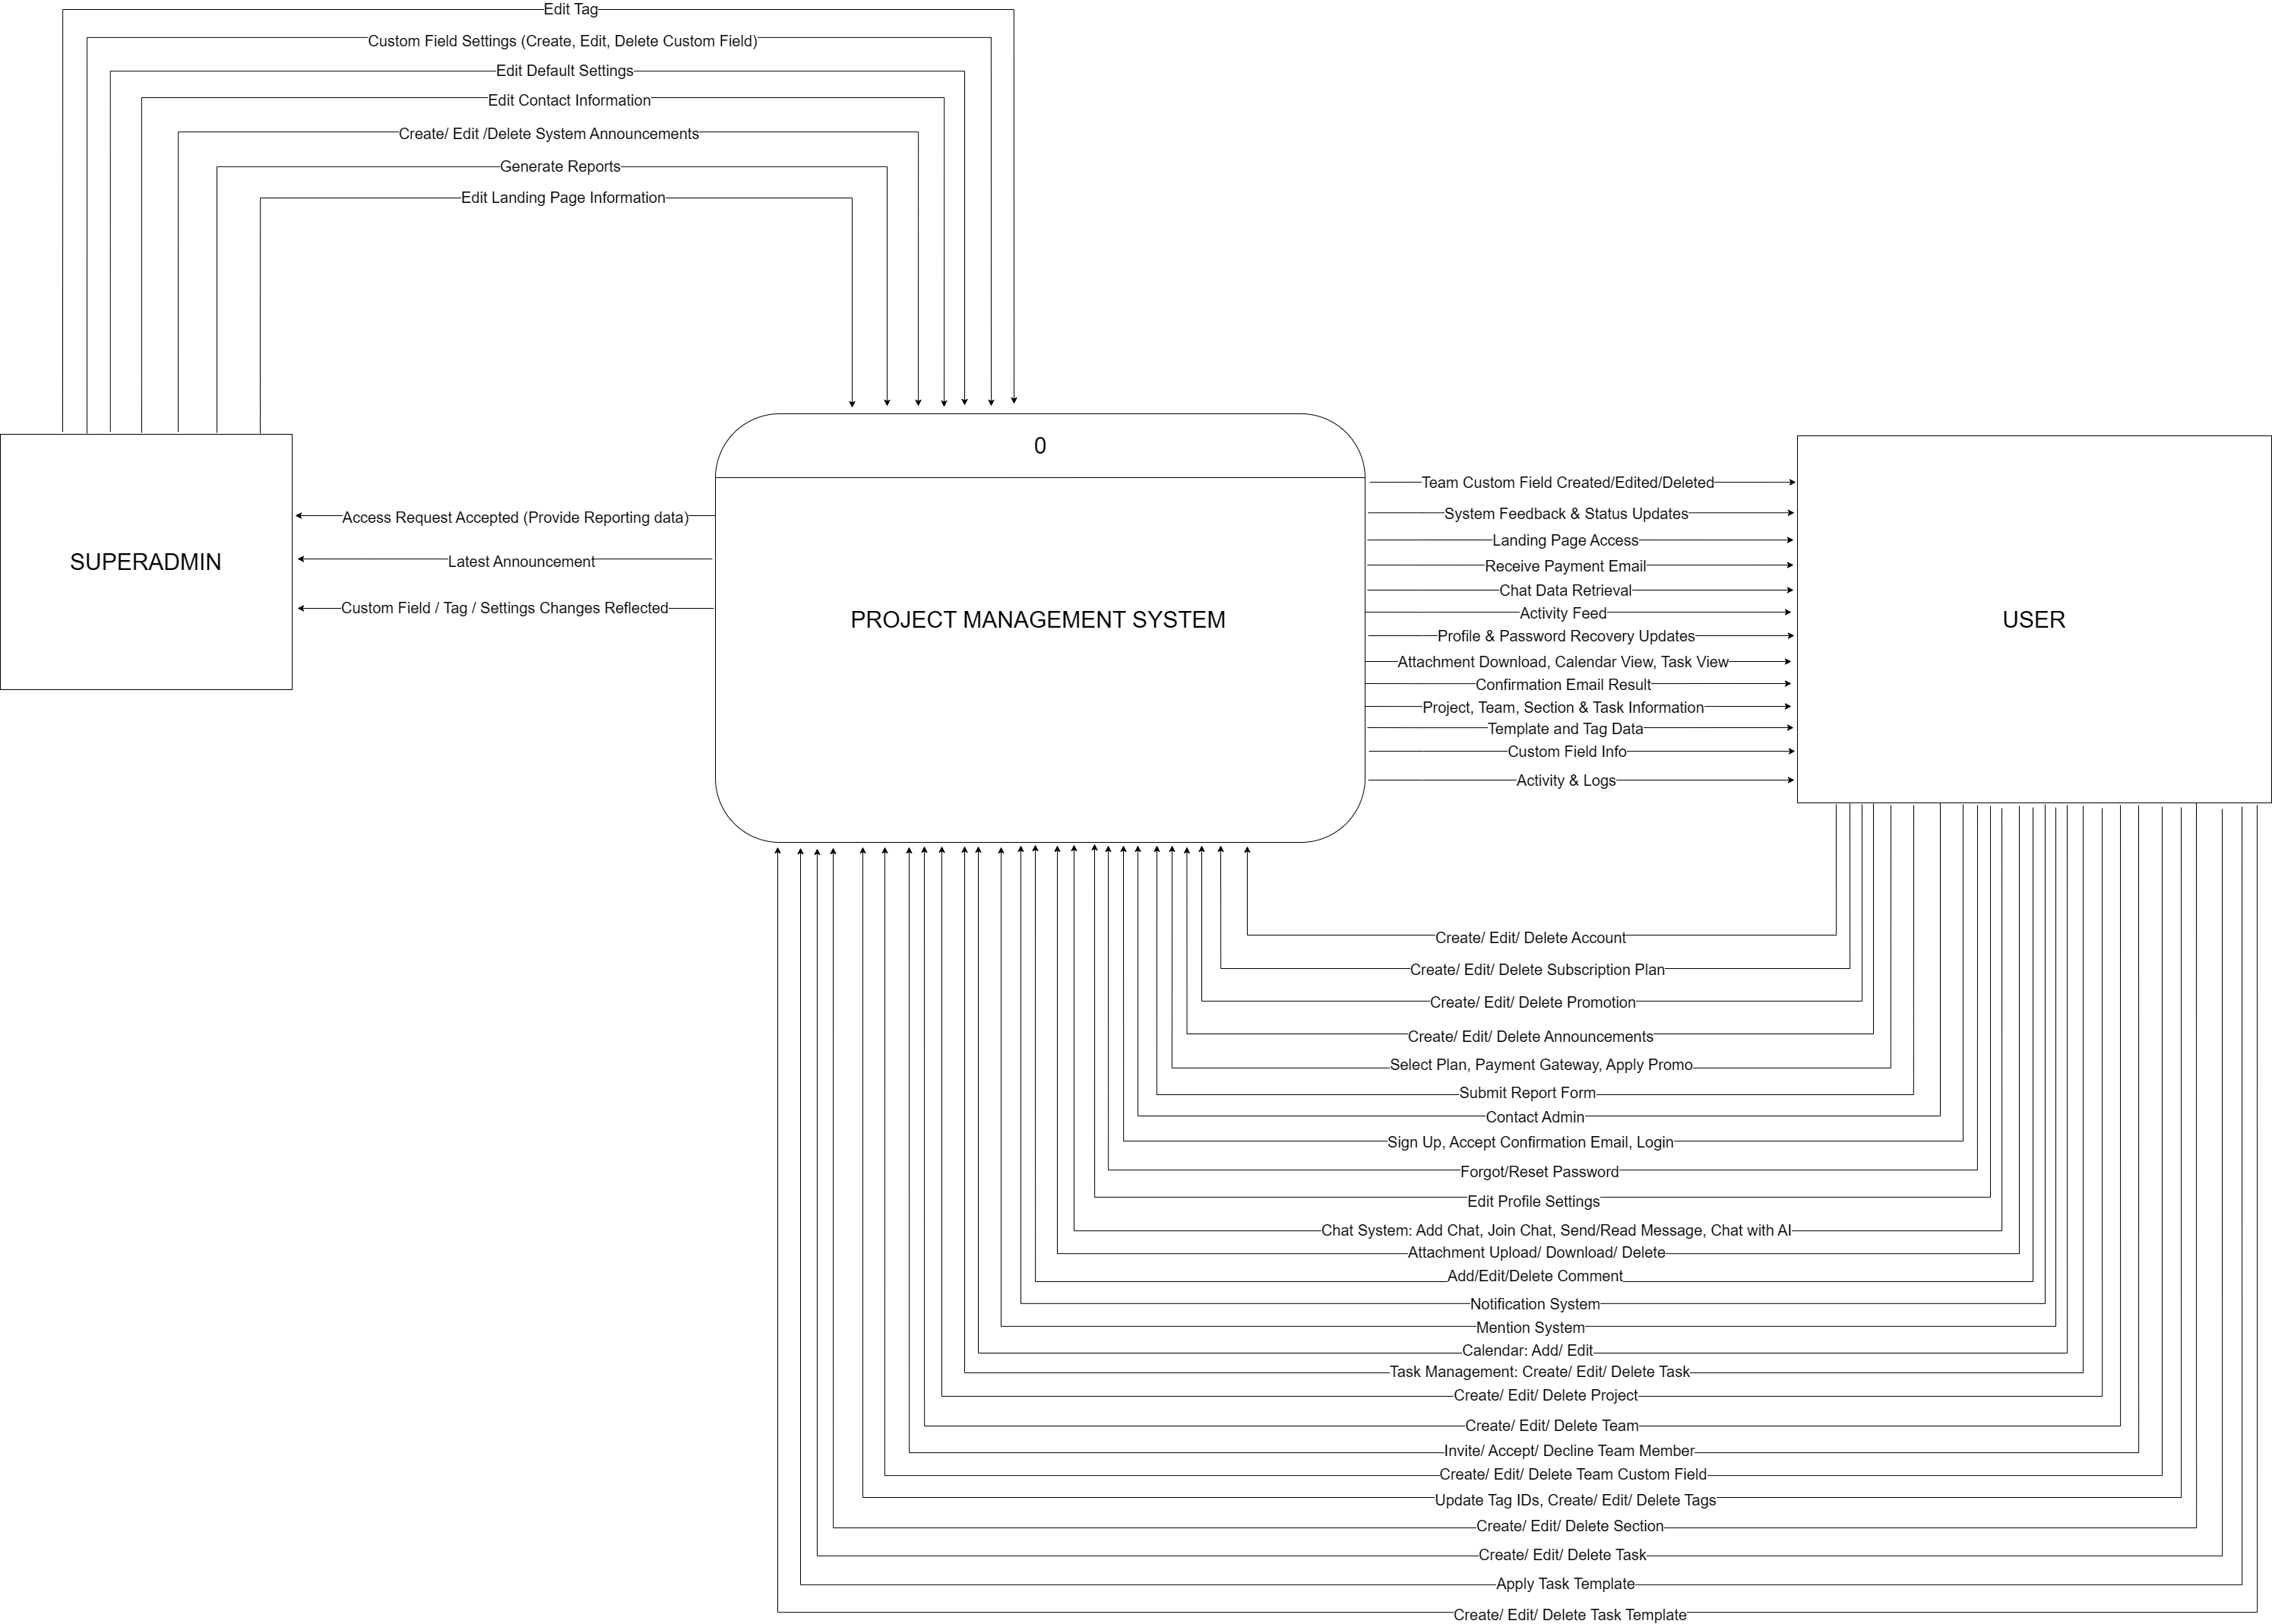 Edit Tag
Custom Field Settings (Create, Edit, Delete Custom Field)
Edit Default Settings
Edit Contact Information
Create/ Edit /Delete System Announcements
Generate Reports
Edit Landing Page Information
SUPERADMIN
Access Request Accepted (Provide Reporting data)
Latest Announcement
Custom Field / Tag / Settings Changes Reflected
0
PROJECT MANAGEMENT SYSTEM
Team Custom Field Created/Edited/Deleted
System Feedback & Status Updates
Landing Page Access
Receive Payment Email
Chat Data Retrieval
Activity Feed
Profile & Password Recovery Updates
Attachment Download, Calendar View, Task View
Confirmation Email Result
Project, Team, Section & Task Information
Template and Tag Data
Custom Field Info
Activity & Logs
USER
Create/ Edit/ Delete Account
Create/ Edit/ Delete Subscription Plan
Create/ Edit/ Delete Promotion
Create/ Edit/ Delete Announcements
Select Plan, Payment Gateway, Apply Promo
Submit Report Form
Contact Admin
Sign Up, Accept Confirmation Email, Login
Forgot/Reset Password
Edit Profile Settings
Chat System: Add Chat, Join Chat, Send/Read Message, Chat with AI
Attachment Upload/ Download/ Delete
Add/Edit/Delete Comment
Notification System
Mention System
Calendar: Add/ Edit
Task Management: Create/ Edit/ Delete Task
Create/ Edit/ Delete Project
Create/ Edit/ Delete Team
Invite/ Accept/ Decline Team Member
Create/ Edit/ Delete Team Custom Field
Update Tag IDs, Create/ Edit/ Delete Tags
Create/ Edit/ Delete Section
Create/ Edit/ Delete Task
Apply Task Template
Create/ Edit/ Delete Task Template